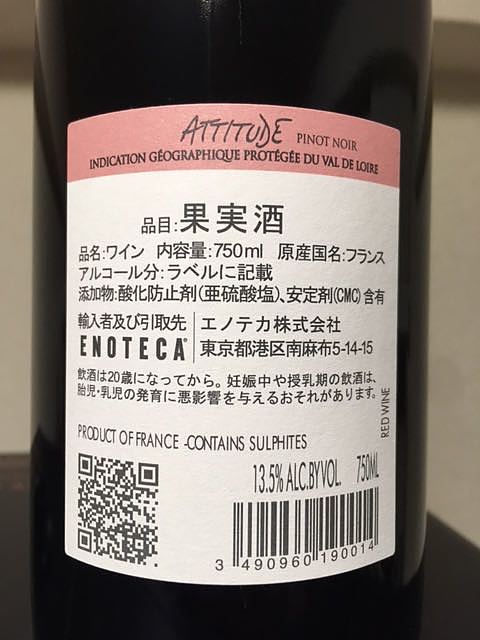 ATTITUDE PINOT NOIR
INDICATION GÉOGRAPHIQUE PROTÉGÉE DU VAL DE LOIRE
品目:果実酒
品名:ワイン 内容量:750ml 原産国名:フランス
アルコール分:ラベルに記載
添加物:酸化防止剤(亜硫酸塩)、安定剤(CMC)含有
輸入者及び引取先
ENOTECA
エノテカ株式会社
東京都港区南麻布5-14-15
飲酒は20歳になってから。妊娠中や授乳期の飲酒は、
胎児・乳児の発育に悪影響を与えるおそれがあります。
RED WINE
PRODUCT OF FRANCE -CONTAINS SULPHITES
13.5% ALC.BY VOL. 750ML
3 490960 190014